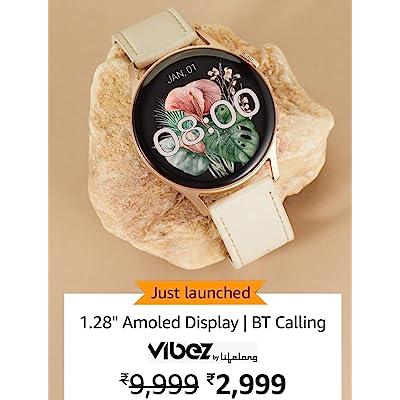 JAN, 01
08:00
Just launched
1.28" Amoled Display | BT Calling
Vibez by Lifelong
₹9,999 ₹2,999